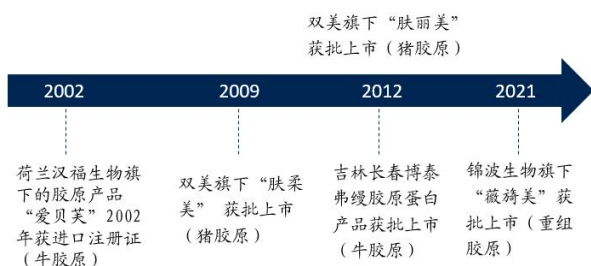 双美旗下“肤丽美”
获批上市（猪胶原）
2002
2009
2012
2021
荷兰汉福生物旗
下的胶原产品
“爱贝芙”2002
年获进口注册证
（牛胶原）
双美旗下“肤柔
美” 获批上市
（猪胶原）
吉林长春博泰
弗缦胶原蛋白
产品获批上市
（牛胶原）
锦波生物旗下
“薇旖美”获
批上市（重组
胶原）